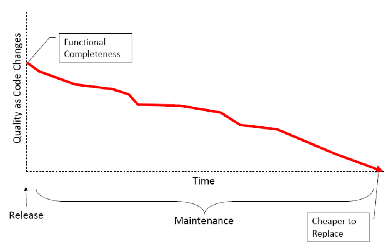 Functional
Completeness
Quality as Code Changes
Time
Release
Maintenance
Cheaper to
Replace